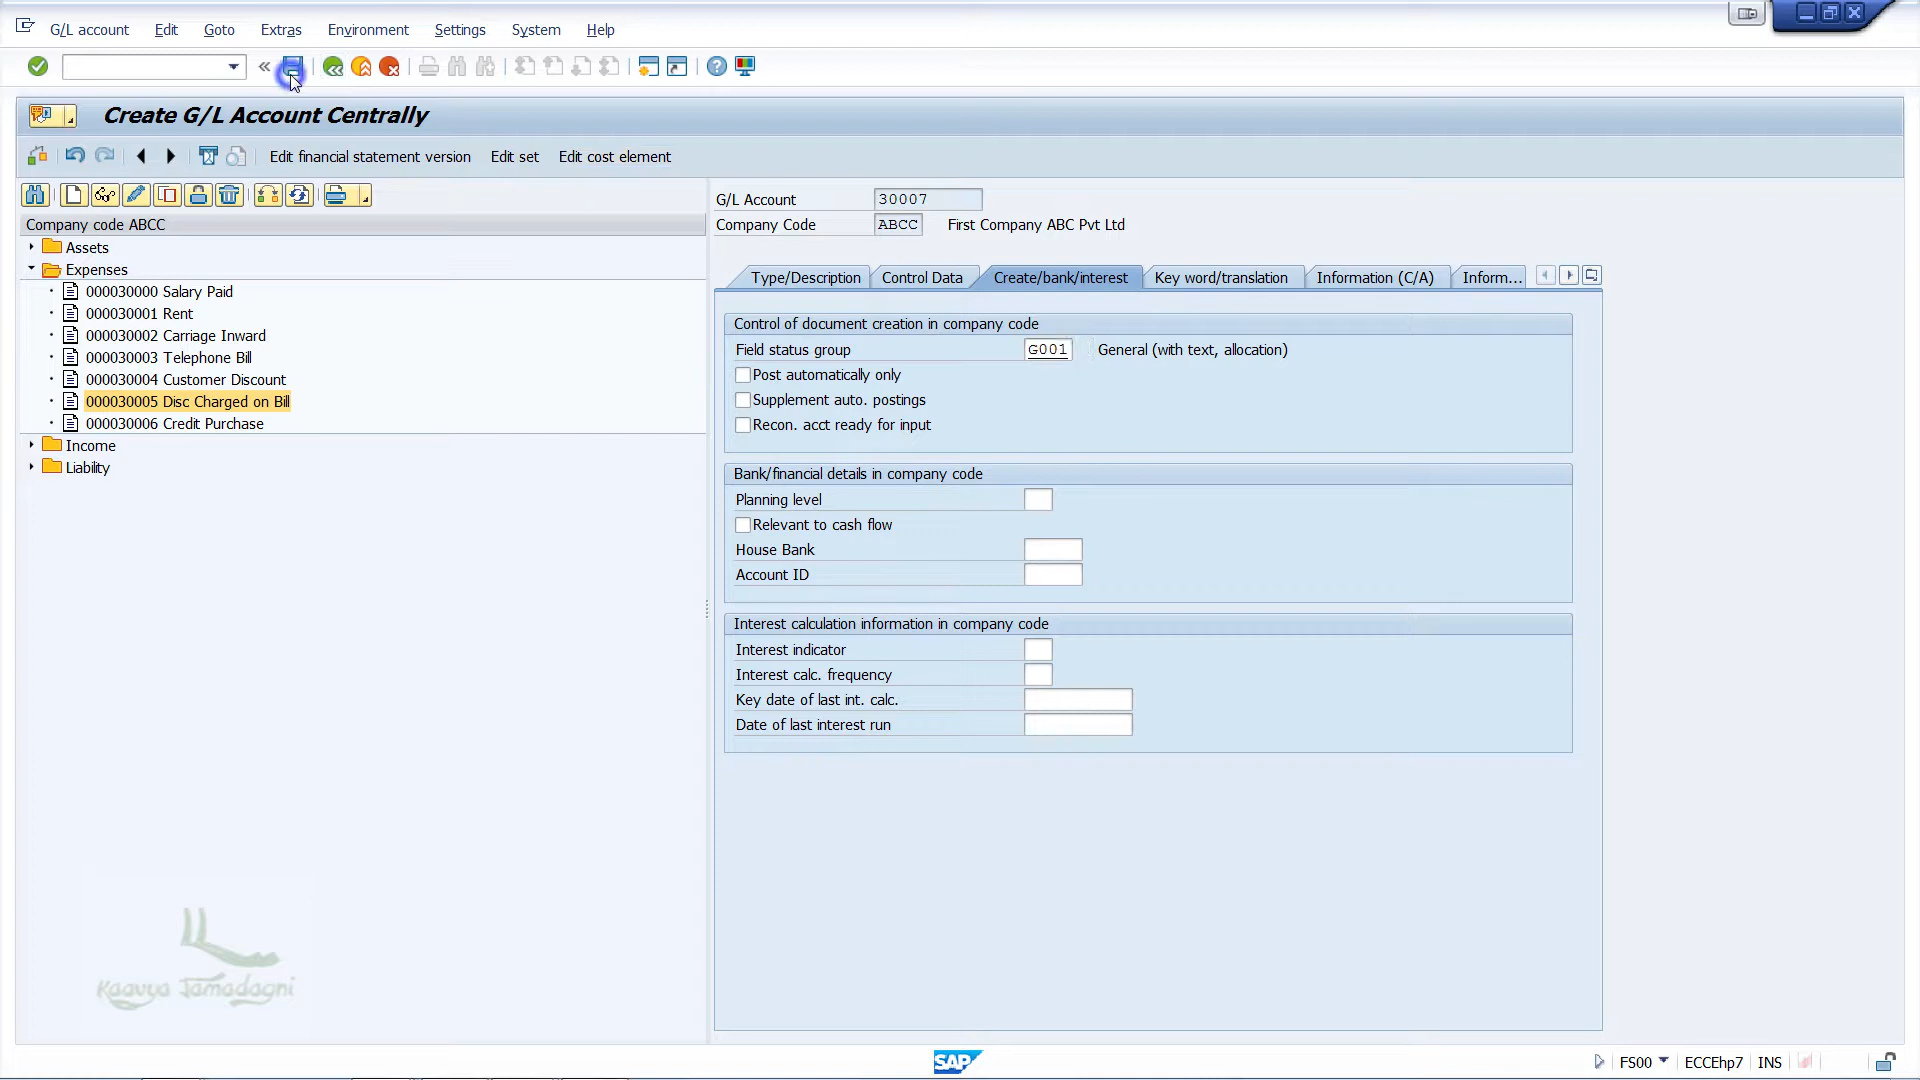 G/L account Edit Goto Extras Environment Settings System Help
Create G/L Account Centrally
Edit financial statement version Edit set Edit cost element
Company code ABCC
Assets
Expenses
000030000 Salary Paid
000030001 Rent
000030002 Carriage Inward
000030003 Telephone Bill
000030004 Customer Discount
000030005 Disc Charged on Bill
000030006 Credit Purchase
Income
Liability
G/L Account 30007
Company Code ABCC First Company ABC Pvt Ltd
Type/Description Control Data Create/bank/interest Key word/translation Information (C/A) Inform...
Control of document creation in company code
Field status group G001 General (with text, allocation)
Post automatically only
Supplement auto. postings
Recon. acct ready for input
Bank/financial details in company code
Planning level
Relevant to cash flow
House Bank
Account ID
Interest calculation information in company code
Interest indicator
Interest calc. frequency
Key date of last int. calc.
Date of last interest run
Kaavya Jamadagni
SAP
FS00 ECCEhp7 INS